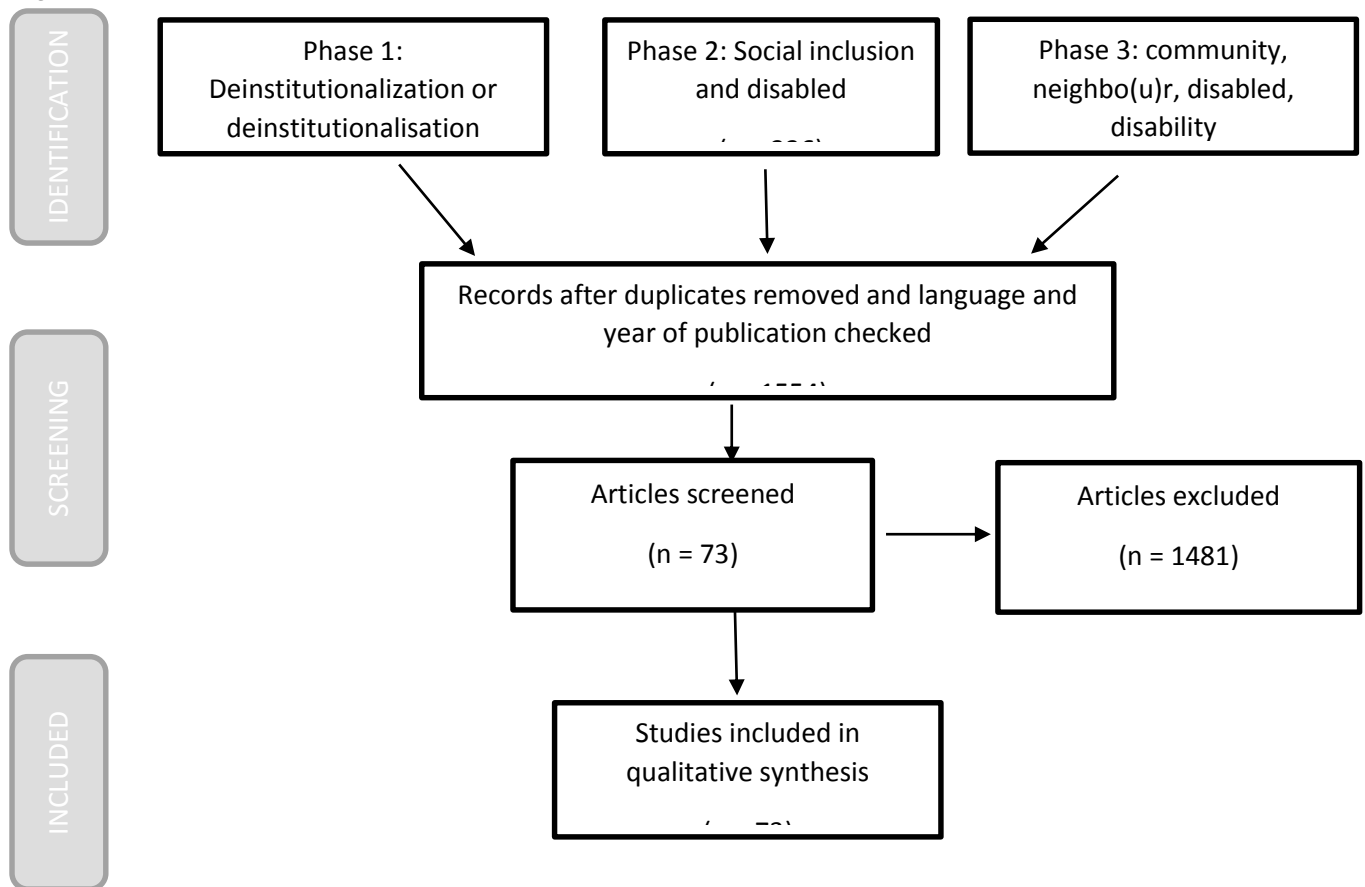 IDENTIFICATION
Phase 1:
Deinstitutionalization or
deinstitutionalisation
Phase 2: Social inclusion
and disabled
Phase 3: community,
neighbo(u)r, disabled,
disability
Records after duplicates removed and language and
year of publication checked
SCREENING
Articles screened
(n = 73)
Articles excluded
(n = 1481)
INCLUDED
Studies included in
qualitative synthesis